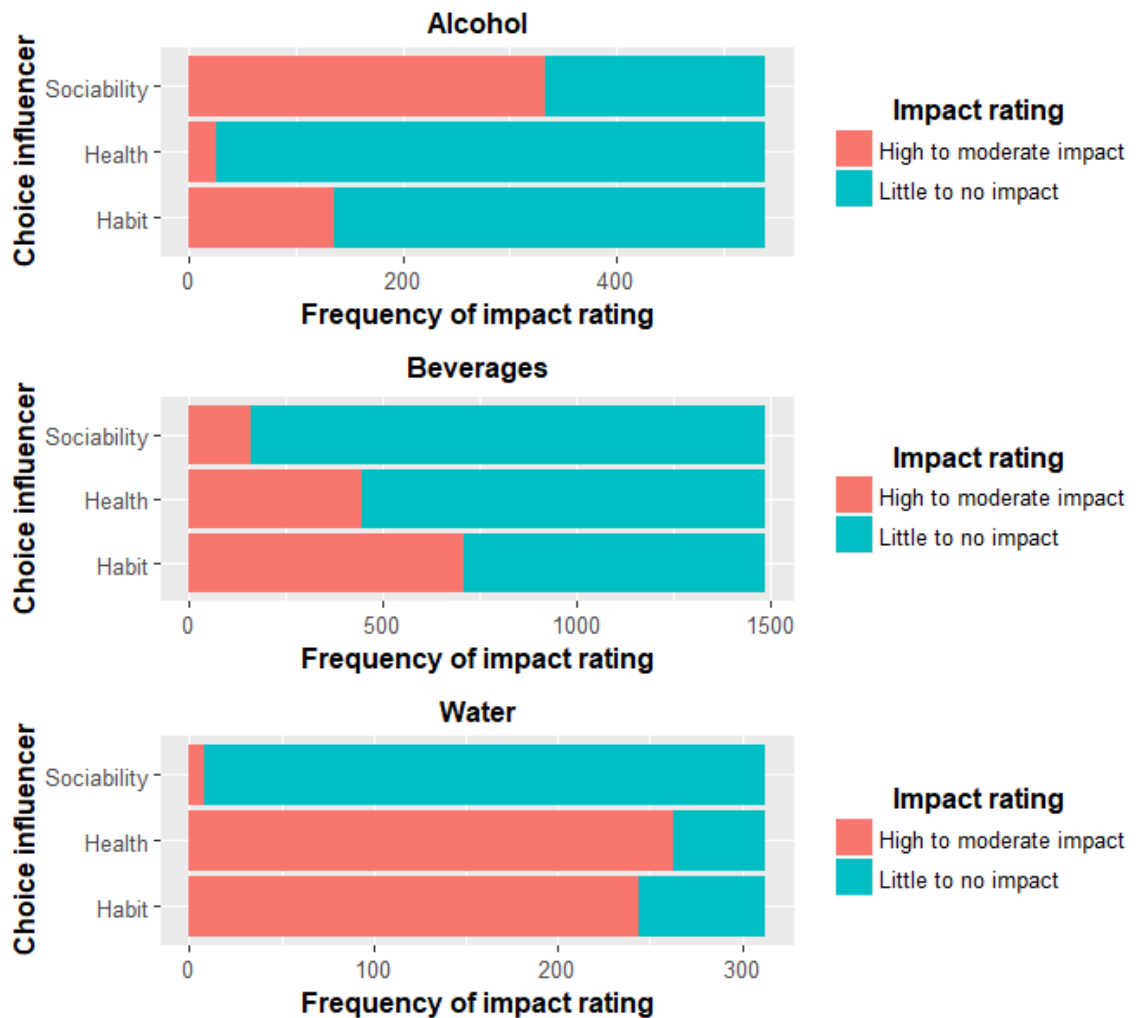 Alcohol
Choice influencer
Sociability
Health
Habit
0 200 400
Frequency of impact rating
Impact rating
High to moderate impact
Little to no impact
Beverages
Choice influencer
Sociability
Health
Habit
0 500 1000 1500
Frequency of impact rating
Impact rating
High to moderate impact
Little to no impact
Water
Choice influencer
Sociability
Health
Habit
0 100 200 300
Frequency of impact rating
Impact rating
High to moderate impact
Little to no impact